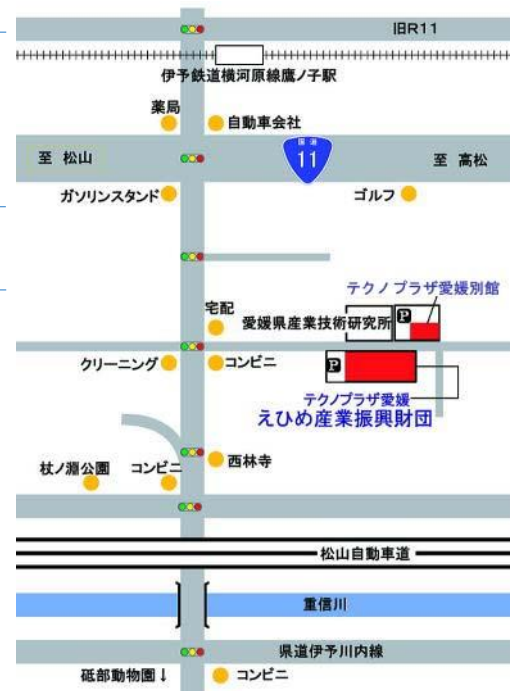 旧R11
伊予鉄道横河原線鷹ノ子駅
薬局
自動車会社
至 松山
国道
11
至 高松
ガソリンスタンド
ゴルフ
テクノプラザ愛媛別館
宅配
愛媛県産業技術研究所
P
クリーニング
コンビニ
P
テクノプラザ愛媛
えひめ産業振興財団
西林寺
杖ノ淵公園
コンビニ
松山自動車道
重信川
県道伊予川内線
砥部動物園↓
コンビニ